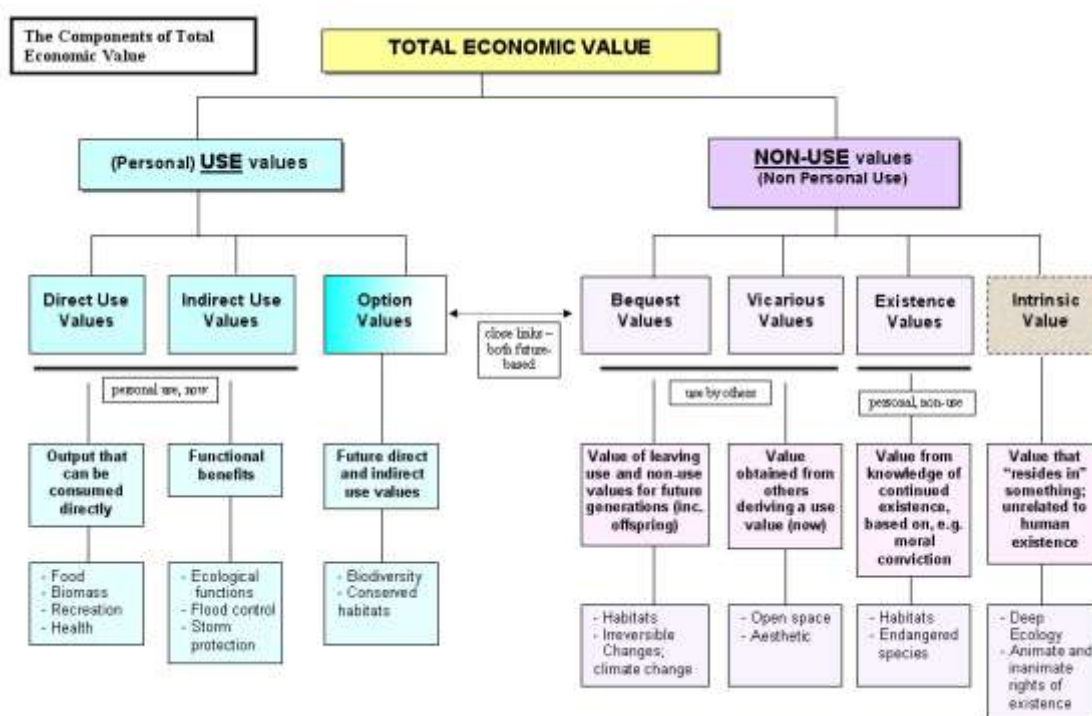 The Components of Total
Economic Value
TOTAL ECONOMIC VALUE
(Personal) USE values
NON-USE values
(Non Personal Use)
Direct Use
Values
Indirect Use
Values
Option
Values
close links –
both future-
based
Bequest
Values
Vicarious
Values
Existence
Values
Intrinsic
Value
personal use, now
use by others
personal, non-use
Output that
can be
consumed
directly
Functional
benefits
Future direct
and indirect
use values
Value of leaving
use and non-use
values for future
generations (inc.
offspring)
Value
obtained from
others
deriving a use
value (now)
Value from
knowledge of
continued
existence,
based on, e.g.
moral
conviction
Value that
"resides in"
something;
unrelated to
human
existence
- Food
- Biomass
- Recreation
- Health
- Ecological
functions
- Flood control
- Storm
protection
- Biodiversity
- Conserved
habitats
- Habitats
- Irreversible
Changes;
climate change
- Open space
- Aesthetic
- Habitats
- Endangered
species
- Deep
Ecology
- Animate and
inanimate
rights of
existence